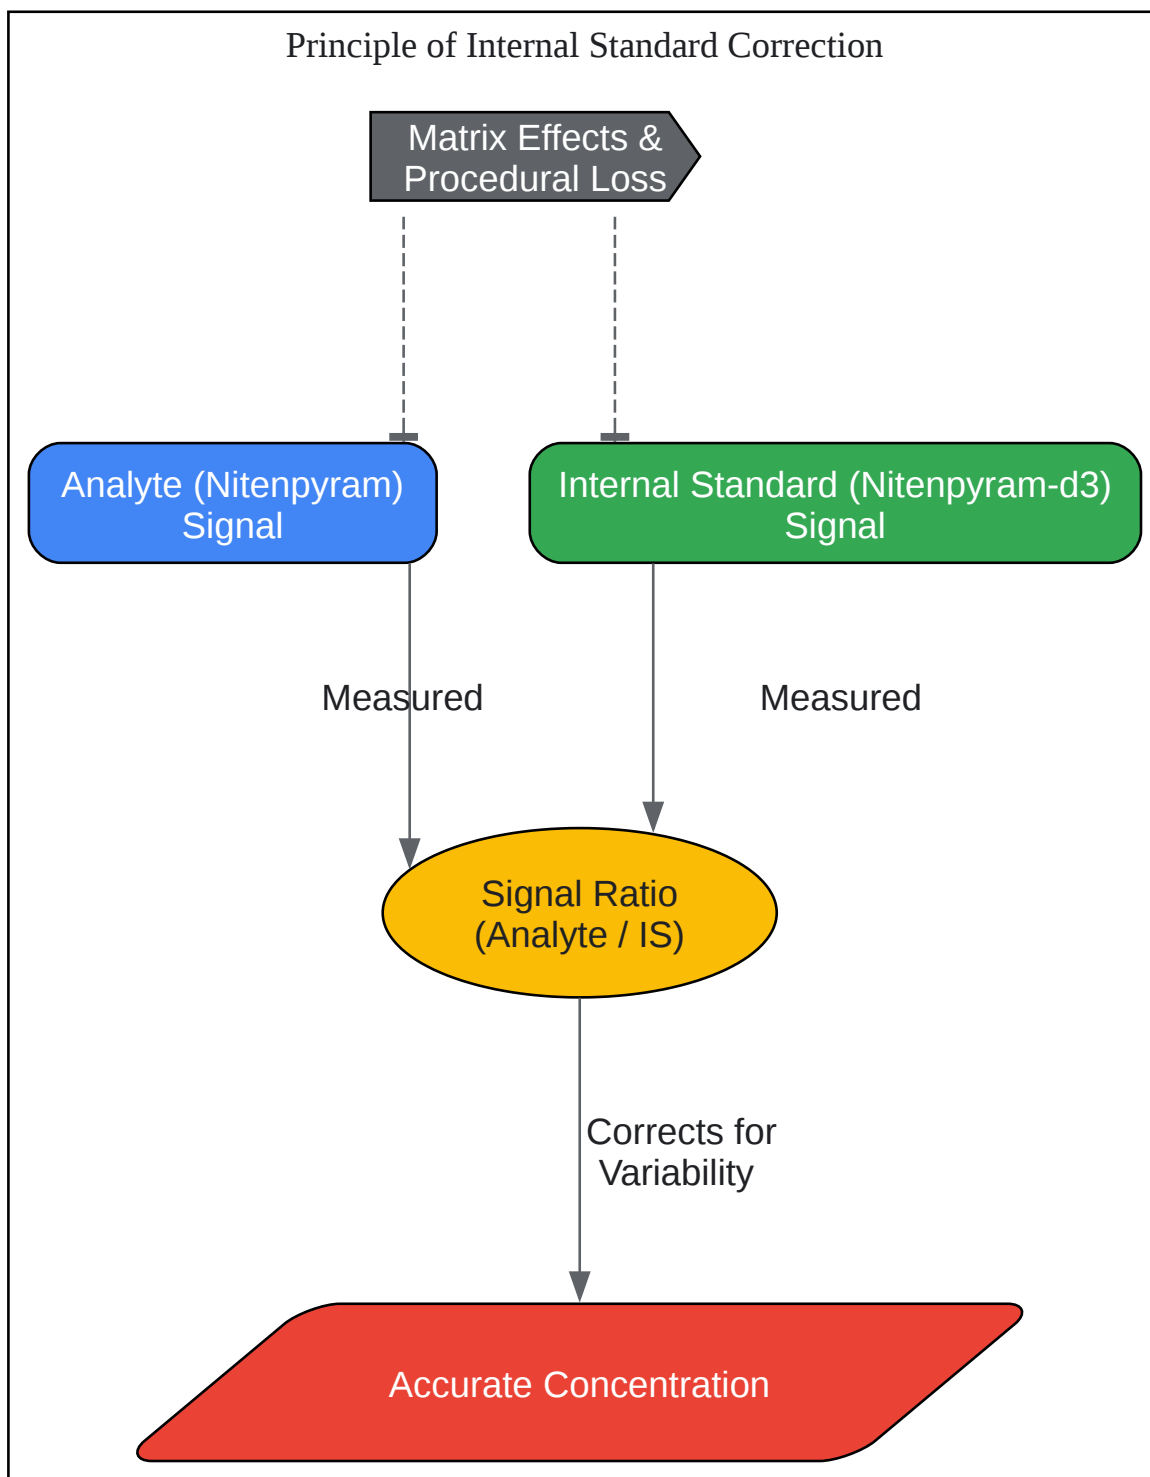 Principle of Internal Standard Correction
Matrix Effects &
Procedural Loss
Analyte (Nitenpyram)
Signal
Internal Standard (Nitenpyram-d3)
Signal
Measured
Measured
Signal Ratio
(Analyte / IS)
Corrects for
Variability
Accurate Concentration